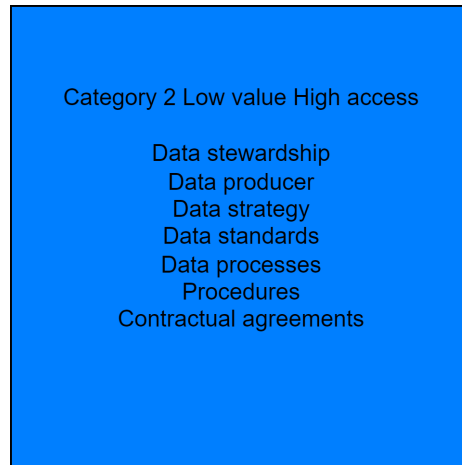 Category 2 Low value High access
Data stewardship
Data producer
Data strategy
Data standards
Data processes
Procedures
Contractual agreements